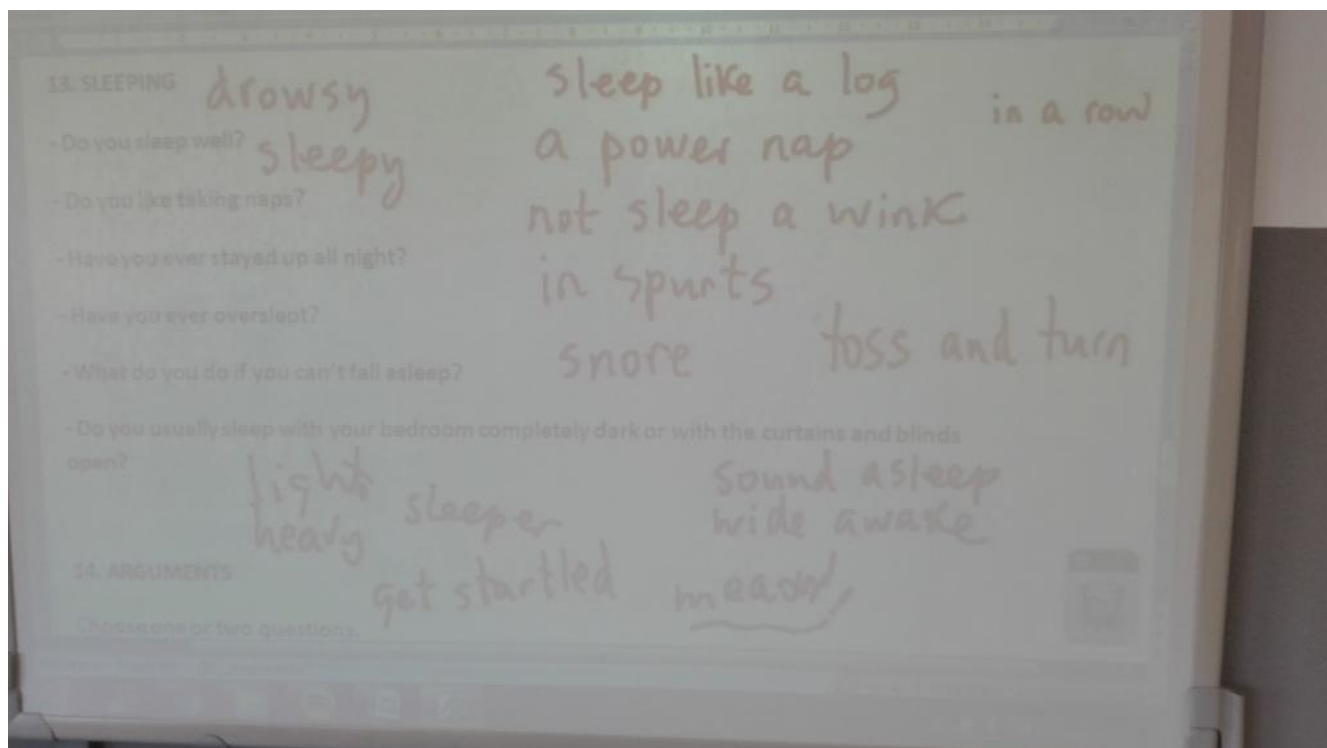 13. SLEEPING
drowsy
sleep like a log
in a row
- Do you sleep well?
sleepy
a power nap
- Do you like taking naps?
not sleep a wink
- Have you ever stayed up all night?
in spurts
- Have you ever overslept?
snore
toss and turn
- What do you do if you can't fall asleep?
- Do you usually sleep with your bedroom completely dark or with the curtains and blinds
open?
light
heavy
sleeper
sound asleep
wide awake
14. ARGUMENTS
get startled
Choose one or two questions.